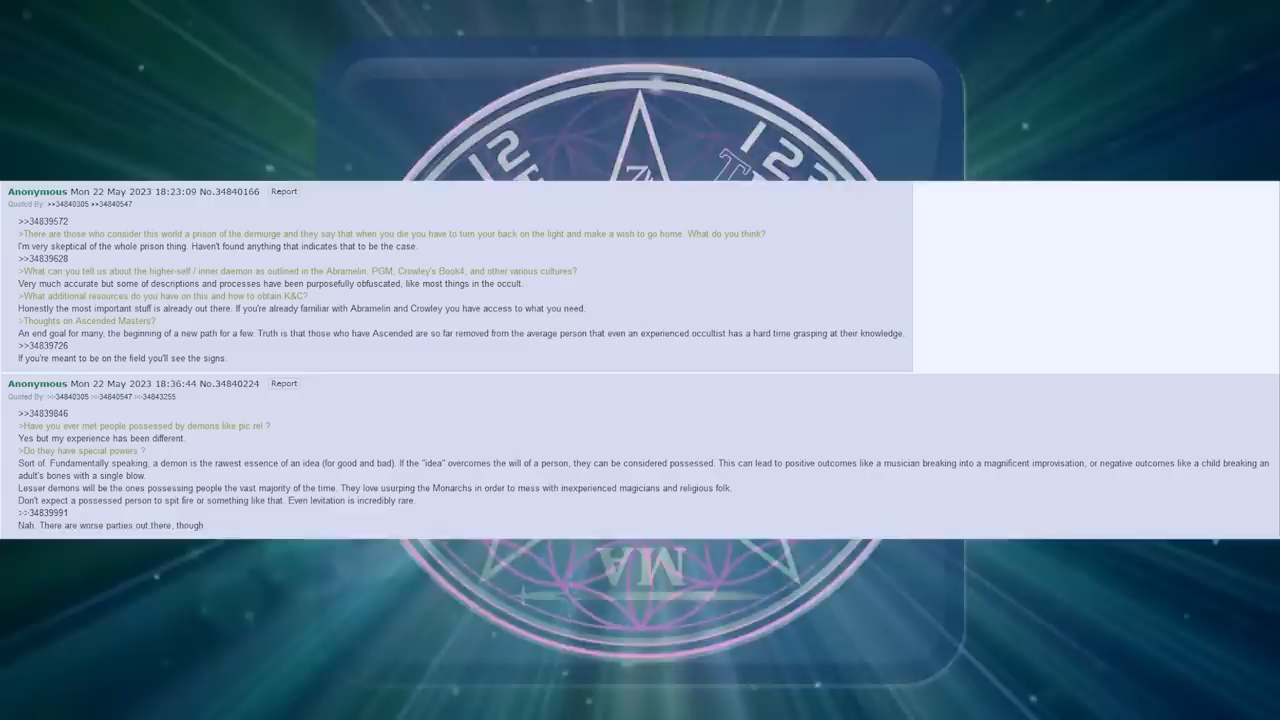 Anonymous Mon 22 May 2023 18:23:09 No.34840166 Report
Quoted By: >>34840305 >>34840547
>>34839572
>There are those who consider this world a prison of the demiurge and they say that when you die you have to turn your back on the light and make a wish to go home. What do you think?
I'm very skeptical of the whole prison thing. Haven't found anything that indicates that to be the case.
>>34839628
>What can you tell us about the higher-self / inner daemon as outlined in the Abramelin, PGM, Crowley's Book4, and other various cultures?
Very much accurate but some of descriptions and processes have been purposefully obfuscated, like most things in the occult.
>What additional resources do you have on this and how to obtain K&C?
Honestly the most important stuff is already out there. If you're already familiar with Abramelin and Crowley you have access to what you need.
>Thoughts on Ascended Masters?
An end goal for many, the beginning of a new path for a few. Truth is that those who have Ascended are so far removed from the average person that even an experienced occultist has a hard time grasping at their knowledge.
>>34839726
If you're meant to be on the field you'll see the signs.
Anonymous Mon 22 May 2023 18:36:44 No.34840224 Report
Quoted By: >>34840305 >>34840547 >>34843255
>>34839846
>Have you ever met people possessed by demons like pic rel ?
Yes but my experience has been different.
>Do they have special powers ?
Sort of. Fundamentally speaking, a demon is the rawest essence of an idea (for good and bad). If the "idea" overcomes the will of a person, they can be considered possessed. This can lead to positive outcomes like a musician breaking into a magnificent improvisation, or negative outcomes like a child breaking an
adult's bones with a single blow.
Lesser demons will be the ones possessing people the vast majority of the time. They love usurping the Monarchs in order to mess with inexperienced magicians and religious folk.
Don't expect a possessed person to spit fire or something like that. Even levitation is incredibly rare.
>>34839991
Nah. There are worse parties out there, though
MA